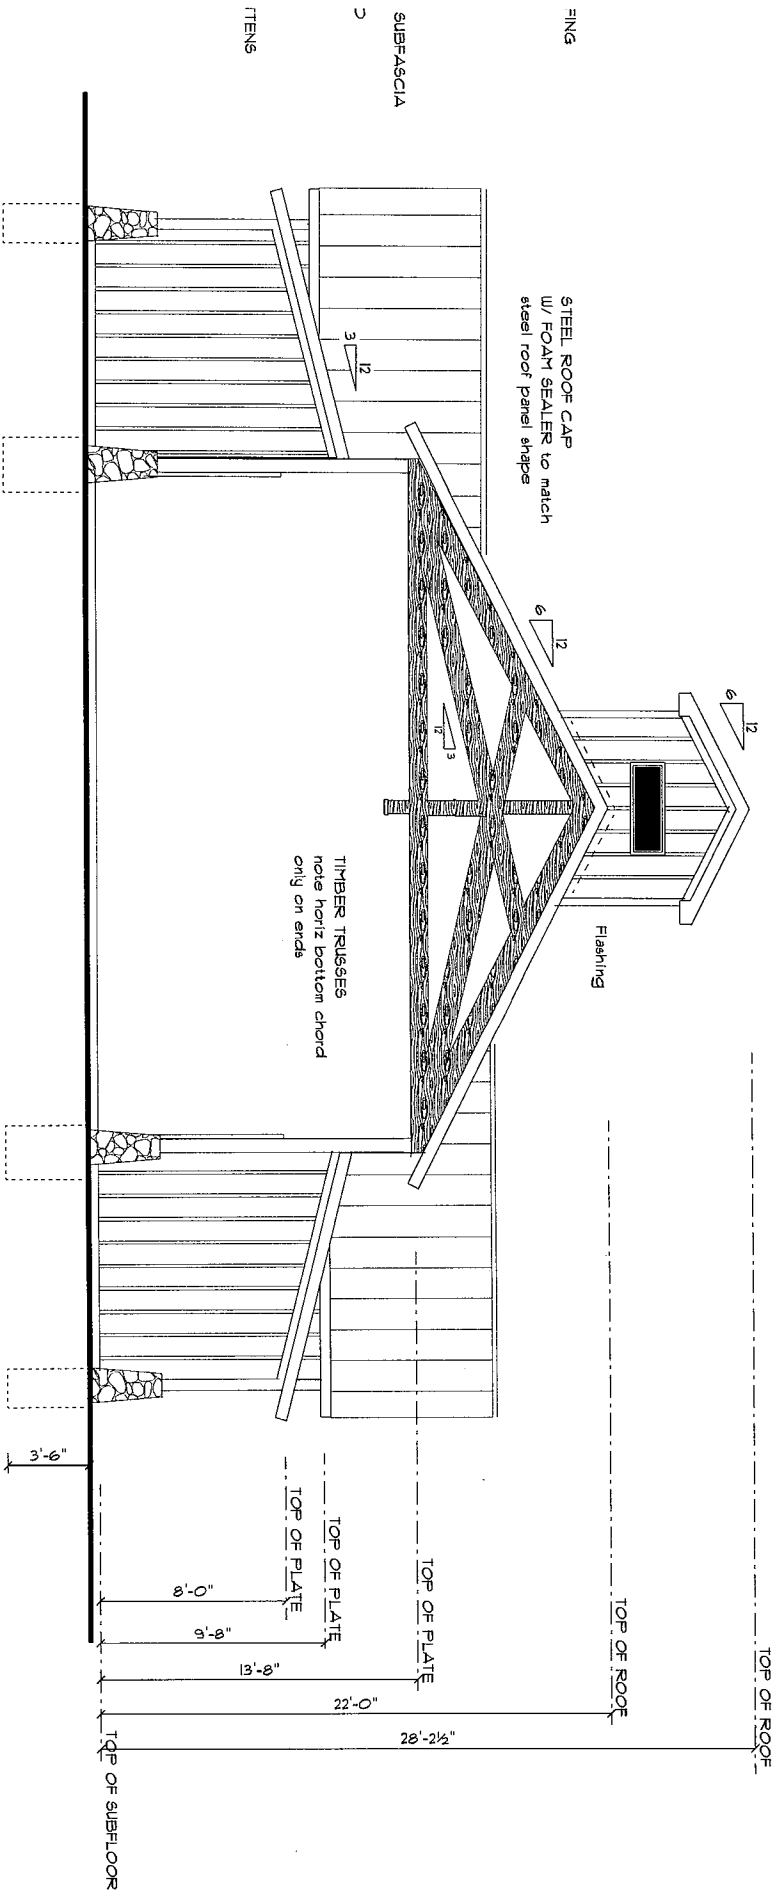 FING
SUBFASCIA
TTENS
STEEL ROOF CAP
W/ FOAM SEALER to match
steel roof panel shape
6
12
6
12
3
12
12
3
Flashing
TIMBER TRUSSES
note horiz bottom chord
only on ends
TOP OF ROOF
TOP OF ROOF
TOP OF PLATE
TOP OF PLATE
TOP OF PLATE
TOP OF SUBFLOOR
3'-6"
8'-0"
9'-8"
13'-8"
22'-0"
28'-2½"